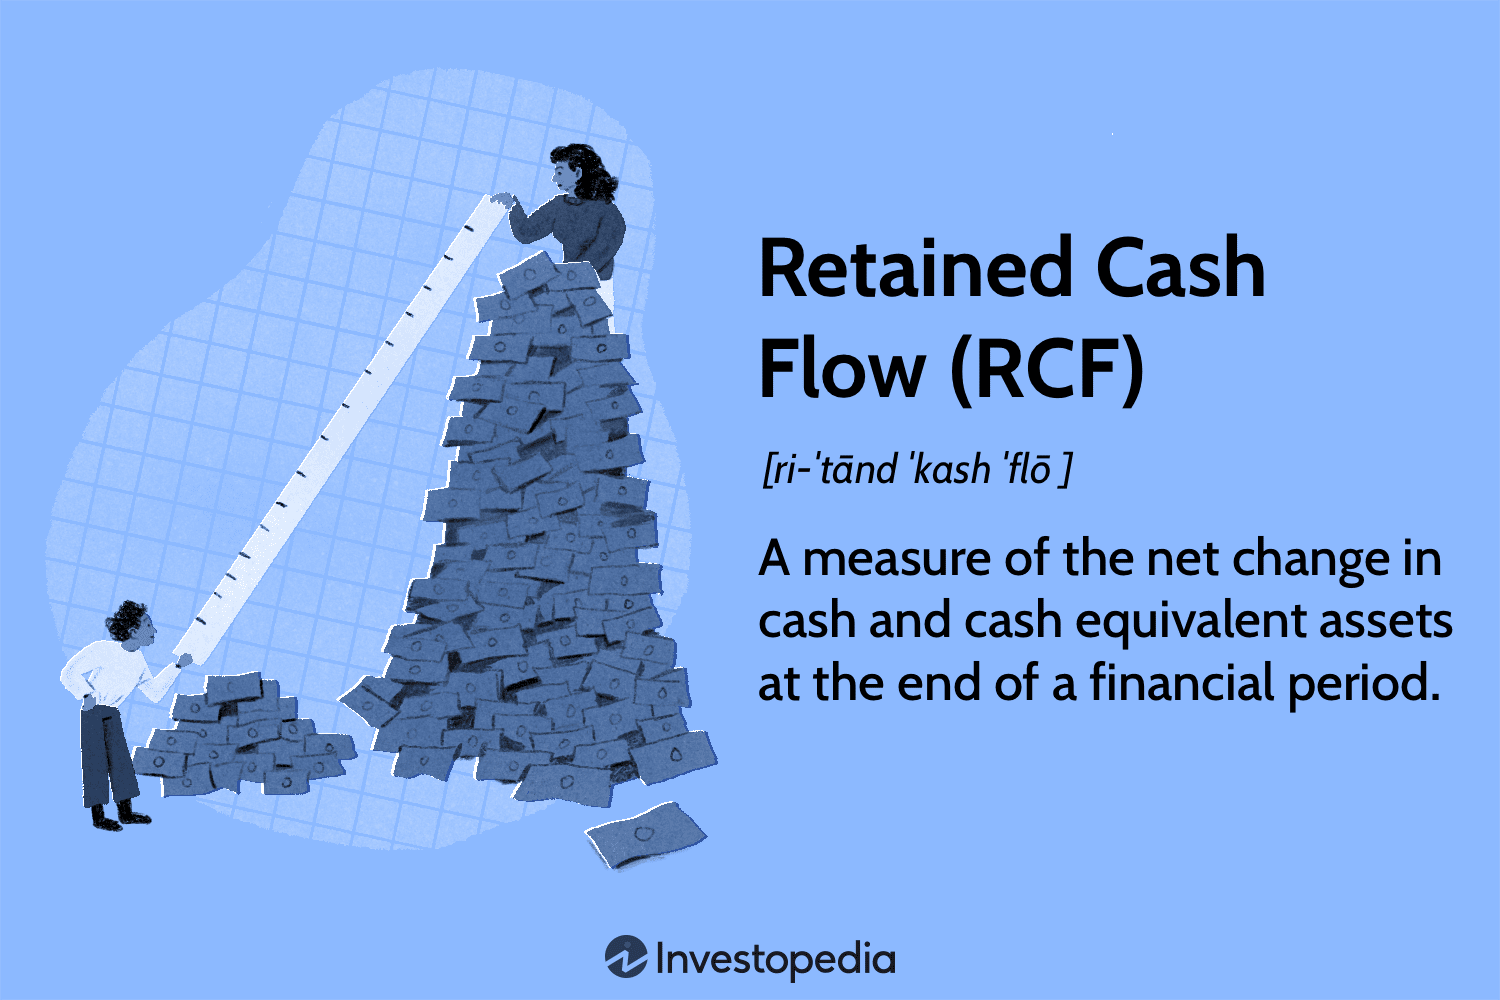 Retained Cash
Flow (RCF)
[ri-ˈtānd ˈkash ˈflō ]
A measure of the net change in
cash and cash equivalent assets
at the end of a financial period.
Investopedia